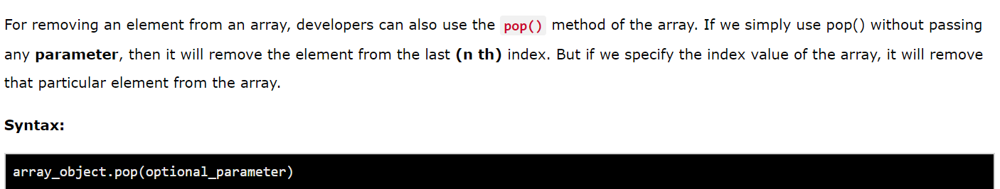 For removing an element from an array, developers can also use the pop() method of the array. If we simply use pop() without passing
any parameter, then it will remove the element from the last (n th) index. But if we specify the index value of the array, it will remove
that particular element from the array.
Syntax:
array_object.pop(optional_parameter)